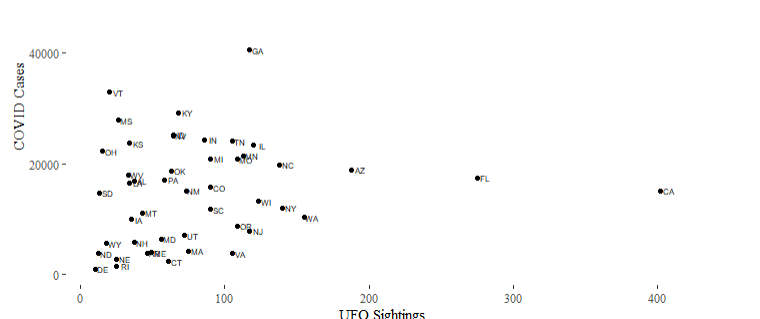 COVID Cases
40000
20000
0
GA
VT
KY
MS
KS
IN
TN
IL
OH
MI
MO
MN
NC
AZ
FL
CA
OK
WV
AL
LA
PA
SD
NM
CO
WI
NY
WA
MT
IA
SC
OR
NJ
UT
MD
NH
WY
ND
NE
RI
DE
ME
MA
CT
VA
0
100
200
300
400
UFO Sightings